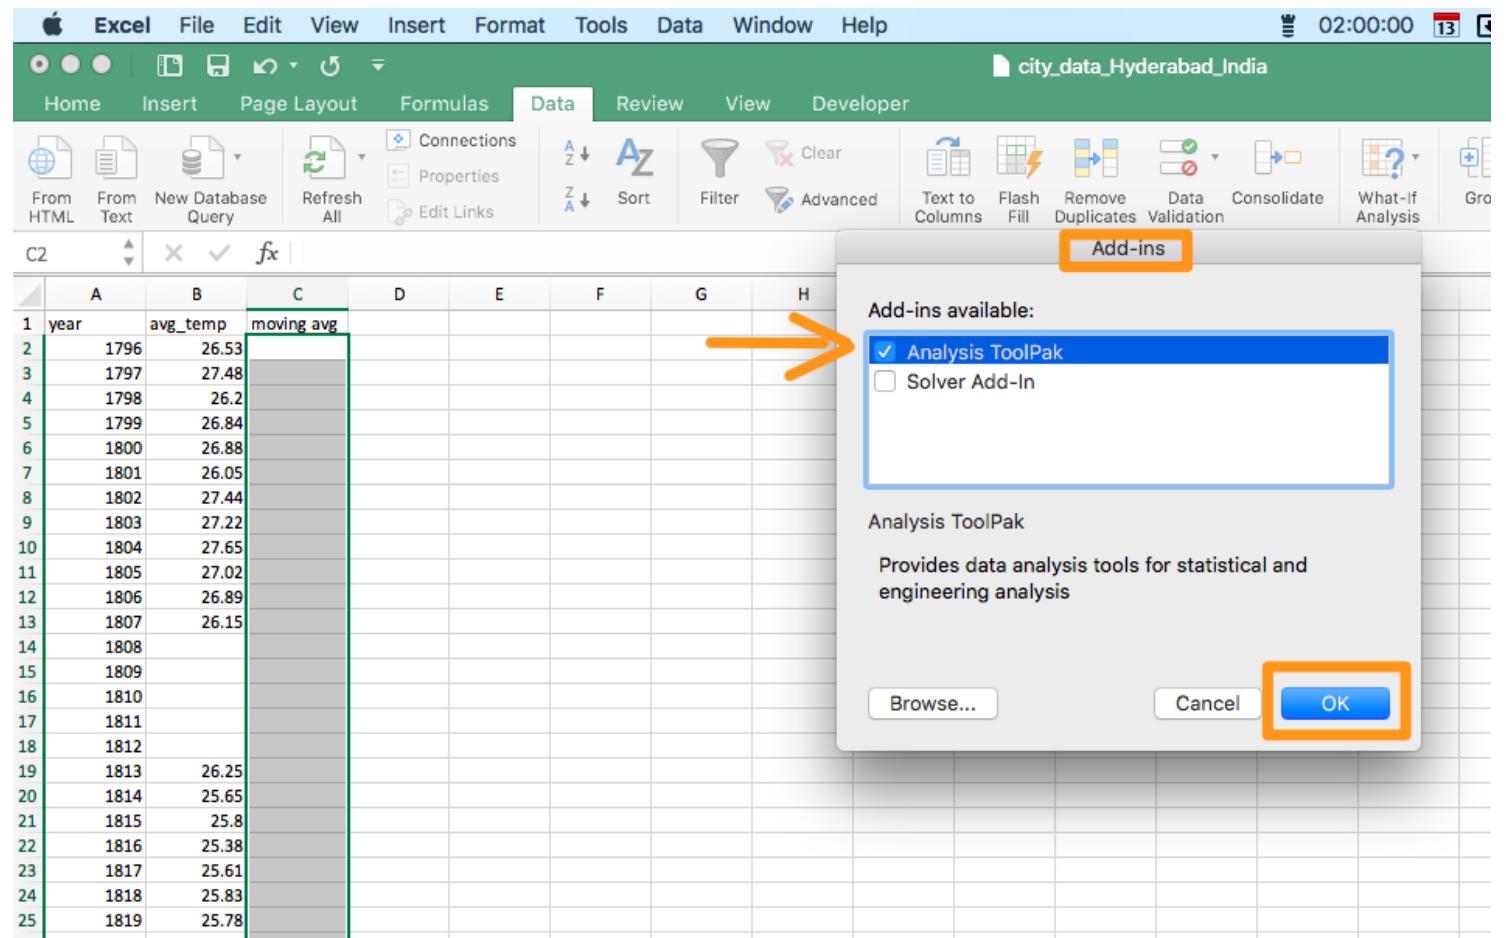 Excel File Edit View Insert Format Tools Data Window Help 02:00:00 13
city_data_Hyderabad_India
Home Insert Page Layout Formulas Data Review View Developer
From HTML
From Text
New Database Query
Refresh All
Connections
Properties
Edit Links
A Z
Z A
AZ
Sort
Filter
Clear
Advanced
Text to Columns
Flash Fill
Remove Duplicates
Data Validation
Consolidate
What-If Analysis
Gro
C2 fx
A B C D E F G H
1 year avg_temp moving avg
2 1796 26.53
3 1797 27.48
4 1798 26.2
5 1799 26.84
6 1800 26.88
7 1801 26.05
8 1802 27.44
9 1803 27.22
10 1804 27.65
11 1805 27.02
12 1806 26.89
13 1807 26.15
14 1808
15 1809
16 1810
17 1811
18 1812
19 1813 26.25
20 1814 25.65
21 1815 25.8
22 1816 25.38
23 1817 25.61
24 1818 25.83
25 1819 25.78
Add-ins
Add-ins available:
Analysis ToolPak
Solver Add-In
Analysis ToolPak
Provides data analysis tools for statistical and
engineering analysis
Browse... Cancel OK